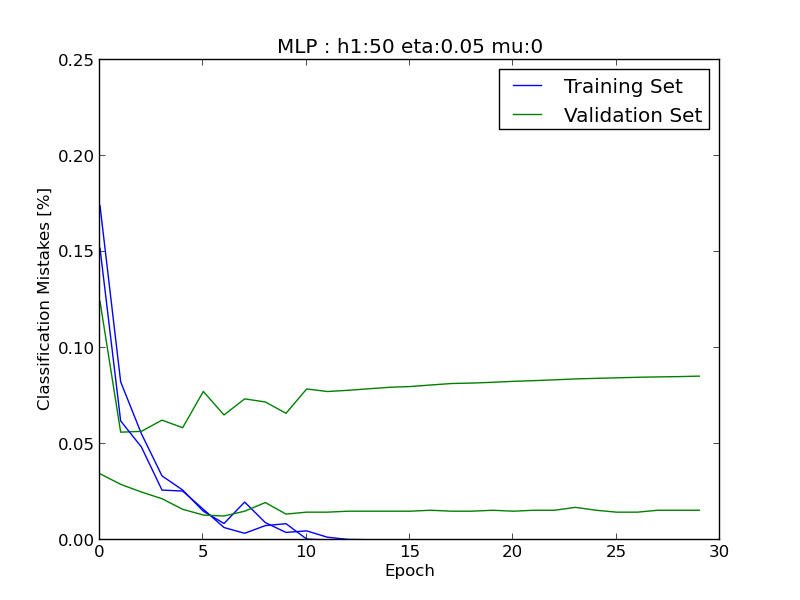 MLP : h1:50 eta:0.05 mu:0
0.25
Training Set
Validation Set
0.20
0.15
Classification Mistakes [%]
0.10
0.05
0.00
0
5
10
15
20
25
30
Epoch